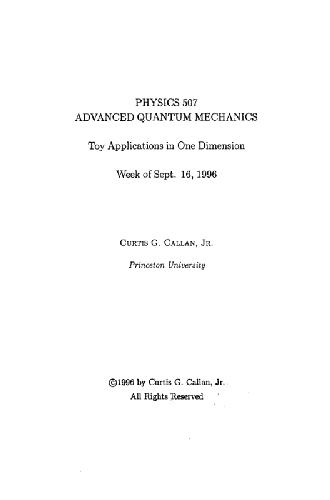 PHYSICS 507
ADVANCED QUANTUM MECHANICS
Toy Applications in One Dimension
Week of Sept. 16, 1996
CURTIS G. CALLAN, JR.
Princeton University
©1996 by Curtis G. Callan, Jr.
All Rights Reserved